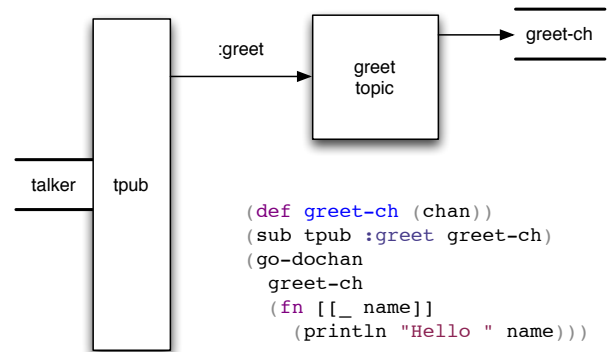 :greet
greet
topic
greet-ch
talker
tpub
(def greet-ch (chan))
(sub tpub :greet greet-ch)
(go-dochan
  greet-ch
  (fn [[_ name]]
    (println "Hello " name)))